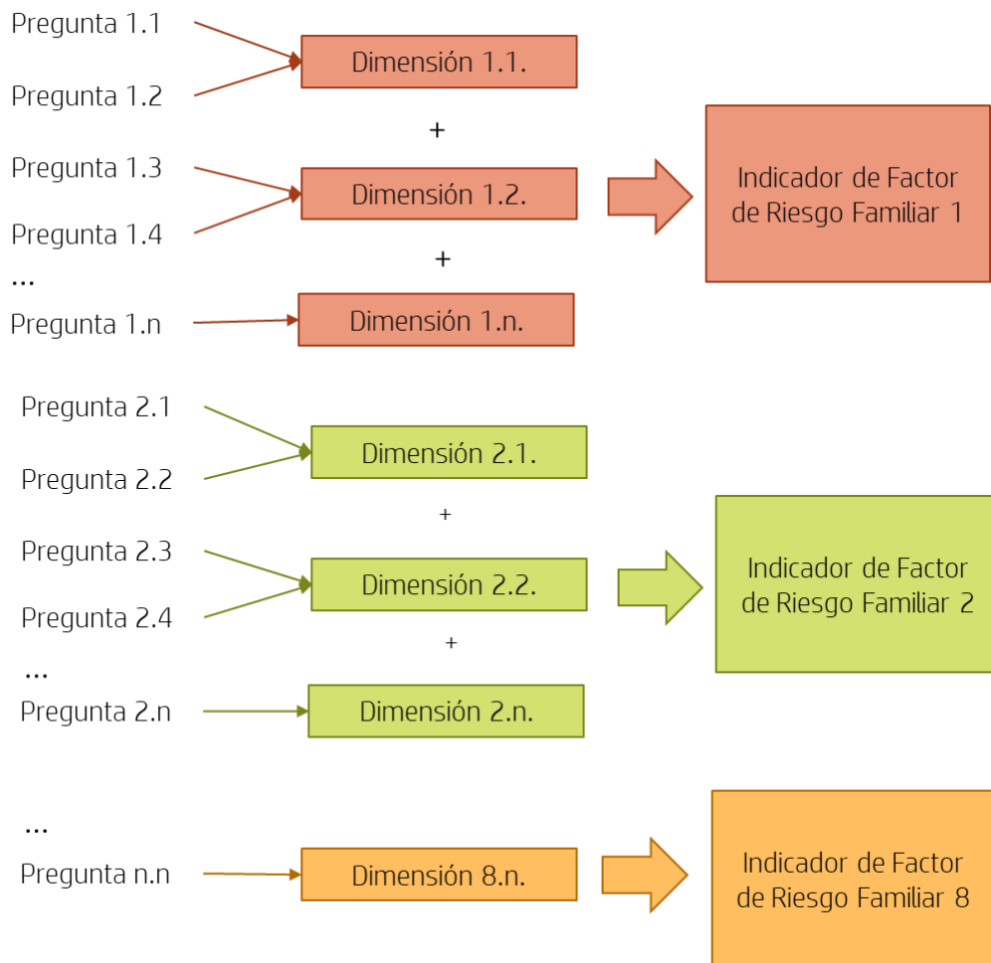 Pregunta 1.1
Dimensión 1.1.
Pregunta 1.2
+
Pregunta 1.3
Dimensión 1.2.
Pregunta 1.4
+
...
Pregunta 1.n
Dimensión 1.n.
Indicador de Factor
de Riesgo Familiar 1
Pregunta 2.1
Dimensión 2.1.
Pregunta 2.2
+
Pregunta 2.3
Dimensión 2.2.
Pregunta 2.4
+
...
Pregunta 2.n
Dimensión 2.n.
Indicador de Factor
de Riesgo Familiar 2
...
Pregunta n.n
Dimensión 8.n.
Indicador de Factor
de Riesgo Familiar 8